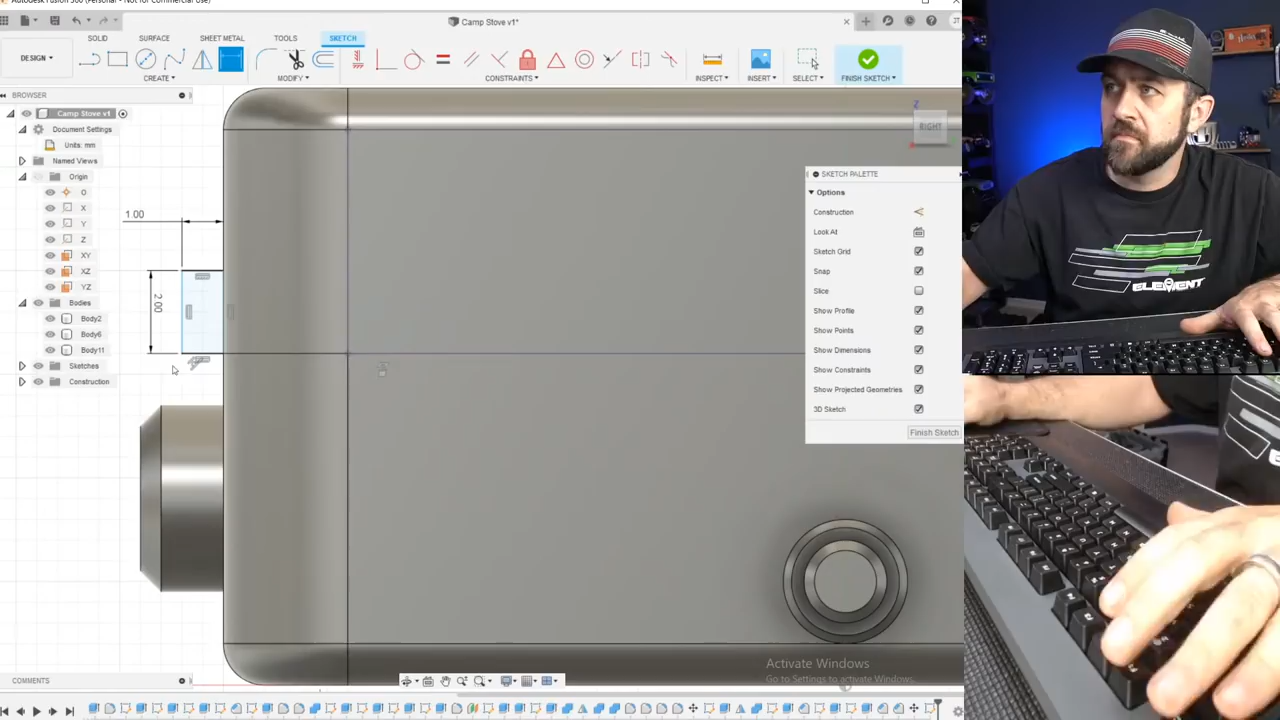 Autodesk Fusion 360 (Personal - Not for Commercial Use)
Camp Stove v1*
SOLID SURFACE SHEET METAL TOOLS SKETCH
DESIGN
CREATE MODIFY CONSTRAINTS INSPECT INSERT SELECT FINISH SKETCH
BROWSER
Camp Stove v1
Document Settings
Units: mm
Named Views
Origin
O
X
Y
Z
XY
XZ
YZ
Bodies
Body2
Body6
Body11
Sketches
Construction
1.00
2.00
Z
RIGHT
SKETCH PALETTE
Options
Construction
Look At
Sketch Grid
Snap
Slice
Show Profile
Show Points
Show Dimensions
Show Constraints
Show Projected Geometries
3D Sketch
Finish Sketch
Activate Windows
Go to Settings to activate Windows.
COMMENTS
ELEMENT